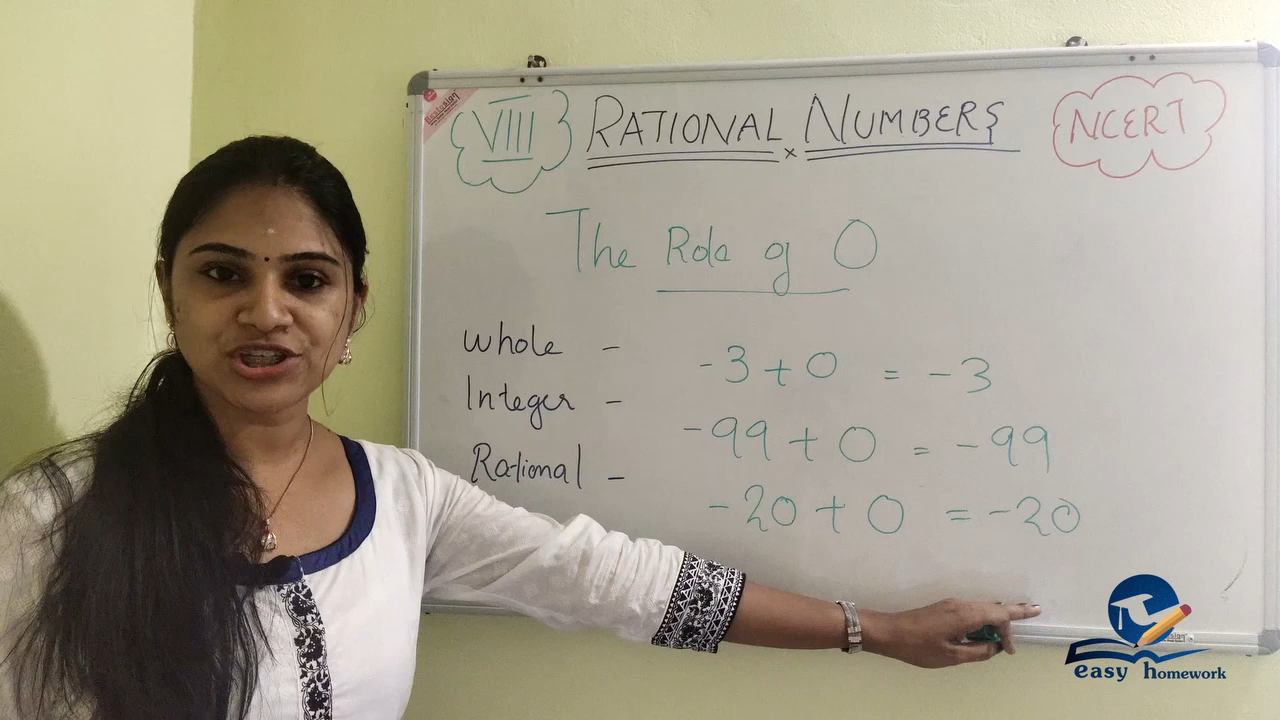 VIII RATIONAL NUMBERS NCERT
x
The Role of 0
whole -
Integer -
Rational -
-3 + 0 = -3
-99 + 0 = -99
-20 + 0 = -20
easy homework